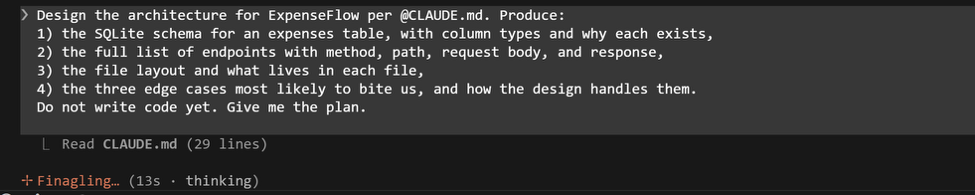 > Design the architecture for ExpenseFlow per @CLAUDE.md. Produce:
1) the SQLite schema for an expenses table, with column types and why each exists,
2) the full list of endpoints with method, path, request body, and response,
3) the file layout and what lives in each file,
4) the three edge cases most likely to bite us, and how the design handles them.
Do not write code yet. Give me the plan.
Read CLAUDE.md (29 lines)
Finagling… (13s · thinking)